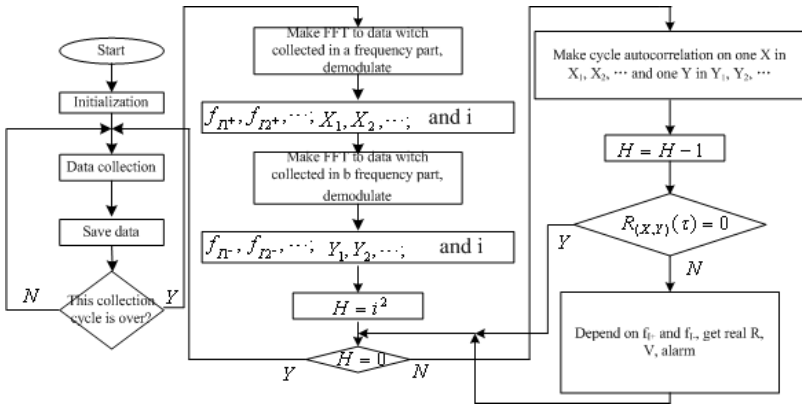 Start
Initialization
Data collection
Save data
This collection
cycle is over?
N
Y
Make FFT to data witch
collected in a frequency part,
demodulate
f_{I1^+}, f_{I2^+}, ⋯; X_1, X_2, ⋯; and i
Make FFT to data witch
collected in b frequency part,
demodulate
f_{I1^-}, f_{I2^-}, ⋯; Y_1, Y_2, ⋯; and i
H = i^2
H = 0
Y
N
Make cycle autocorrelation on one X in
X_1, X_2, ⋯ and one Y in Y_1, Y_2, ⋯
H = H − 1
R_{(X,Y)}(τ) = 0
Y
N
Depend on f_{I+} and f_{I-}, get real R,
V, alarm